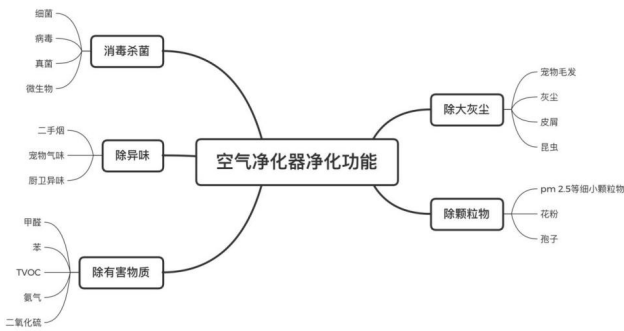 空气净化器净化功能
消毒杀菌
细菌
病毒
真菌
微生物
除异味
二手烟
宠物气味
厨卫异味
除有害物质
甲醛
苯
TVOC
氨气
二氧化硫
除大灰尘
宠物毛发
灰尘
皮屑
昆虫
除颗粒物
pm 2.5等细小颗粒物
花粉
孢子